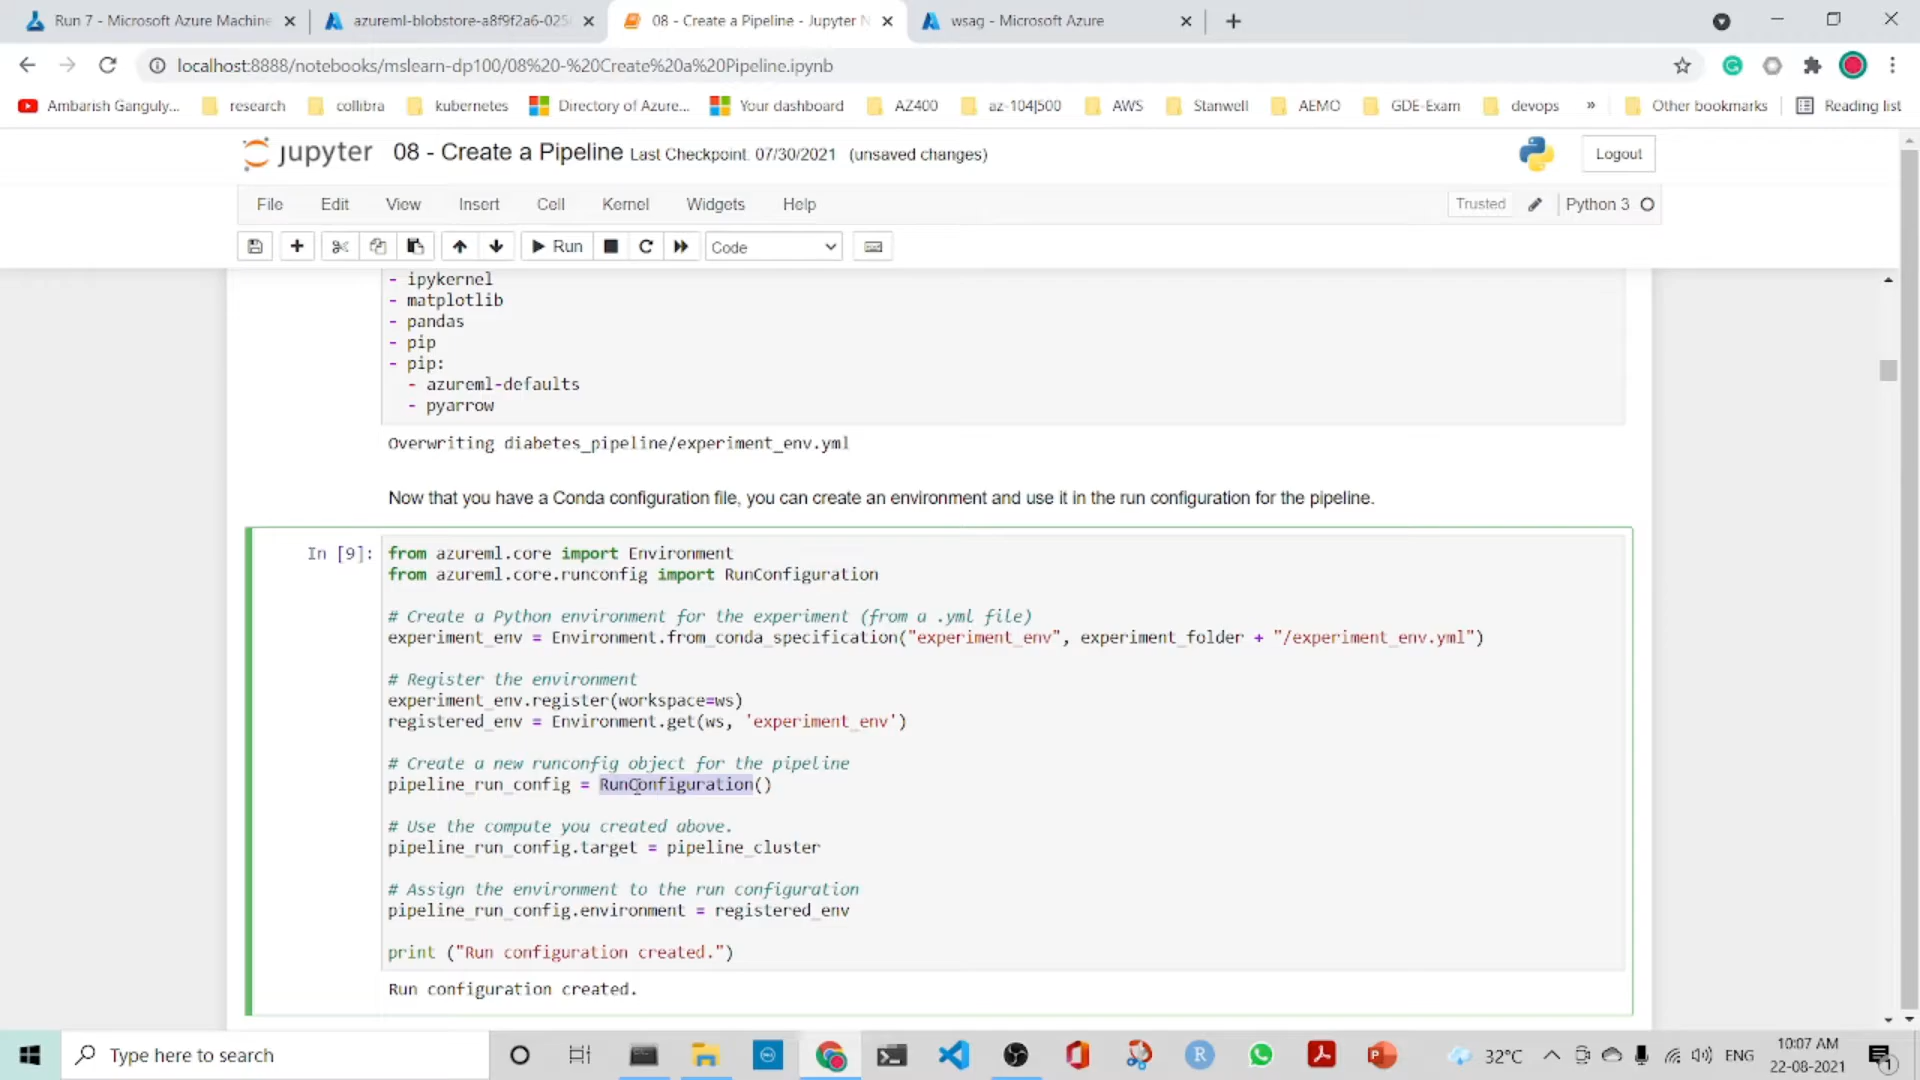 Run 7 - Microsoft Azure Machine
azureml-blobstore-a8f9f2a6-025
08 - Create a Pipeline - Jupyter N
wsag - Microsoft Azure
localhost:8888/notebooks/mslearn-dp100/08%20-%20Create%20a%20Pipeline.ipynb
Ambarish Ganguly...
research
collibra
kubernetes
Directory of Azure...
Your dashboard
AZ400
az-104|500
AWS
Stanwell
AEMO
GDE-Exam
devops
»
Other bookmarks
Reading list
jupyter 08 - Create a Pipeline Last Checkpoint: 07/30/2021 (unsaved changes)
Logout
File Edit View Insert Cell Kernel Widgets Help
Trusted
Python 3
Run
Code
- ipykernel
- matplotlib
- pandas
- pip
- pip:
- azureml-defaults
- pyarrow
Overwriting diabetes_pipeline/experiment_env.yml
Now that you have a Conda configuration file, you can create an environment and use it in the run configuration for the pipeline.
In [9]:
from azureml.core import Environment
from azureml.core.runconfig import RunConfiguration
# Create a Python environment for the experiment (from a .yml file)
experiment_env = Environment.from_conda_specification("experiment_env", experiment_folder + "/experiment_env.yml")
# Register the environment
experiment_env.register(workspace=ws)
registered_env = Environment.get(ws, 'experiment_env')
# Create a new runconfig object for the pipeline
pipeline_run_config = RunConfiguration()
# Use the compute you created above.
pipeline_run_config.target = pipeline_cluster
# Assign the environment to the run configuration
pipeline_run_config.environment = registered_env
print ("Run configuration created.")
Run configuration created.
Type here to search
32°C
ENG
10:07 AM
22-08-2021